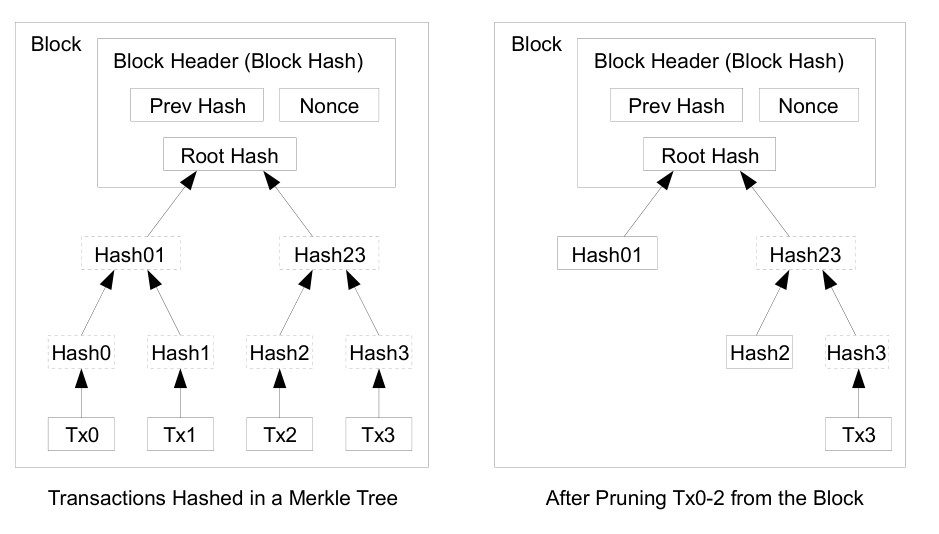 Block
Block Header (Block Hash)
Prev Hash
Nonce
Root Hash
Hash01
Hash23
Hash0
Hash1
Hash2
Hash3
Tx0
Tx1
Tx2
Tx3
Transactions Hashed in a Merkle Tree
Block
Block Header (Block Hash)
Prev Hash
Nonce
Root Hash
Hash01
Hash23
Hash2
Hash3
Tx3
After Pruning Tx0-2 from the Block